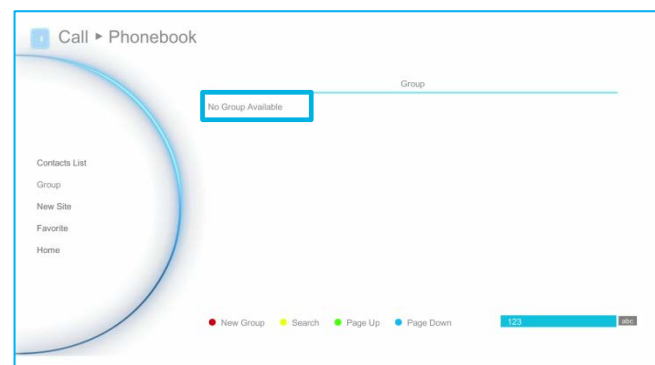 Call ▸ Phonebook
Group
No Group Available
Contacts List
Group
New Site
Favorite
Home
New Group Search Page Up Page Down 123 abc